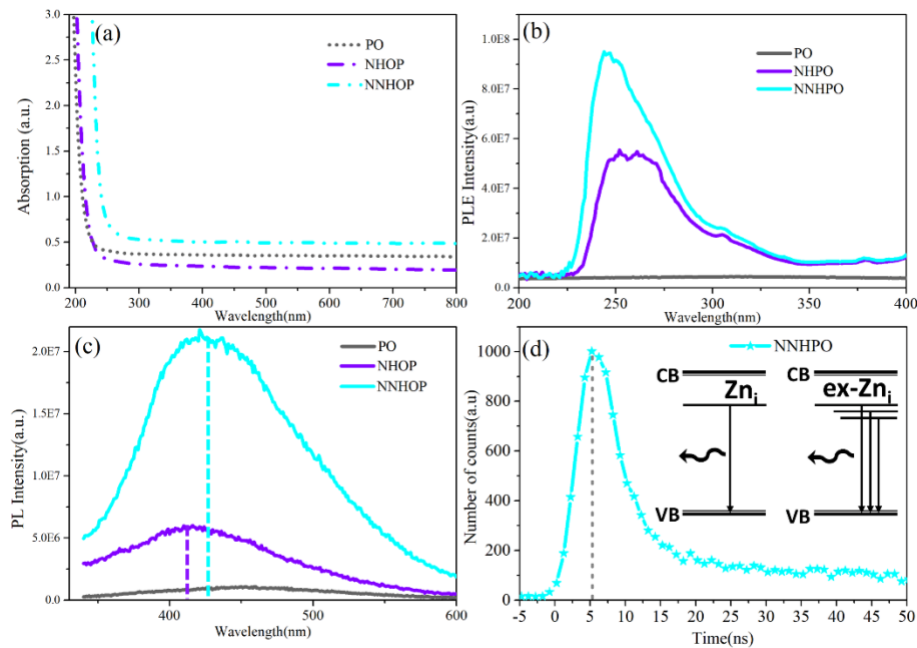 (a)
PO
NHOP
NNHOP
Absorption (a.u.)
3.0
2.5
2.0
1.5
1.0
0.5
0.0
200 300 400 500 600 700 800
Wavelength(nm)
(b)
PO
NHPO
NNHPO
PLE Intensity(a.u)
1.0E8
8.0E7
6.0E7
4.0E7
2.0E7
0.0
200 250 300 350 400
Wavelength(nm)
(c)
PO
NHOP
NNHOP
PL Intensity(a.u)
2.0E7
1.5E7
1.0E7
5.0E6
0.0
400 500 600
Wavelength(nm)
(d)
NNHPO
Number of counts(a.u)
1000
800
600
400
200
0
CB
Zni
VB
CB
ex-Zni
VB
-5 0 5 10 15 20 25 30 35 40 45 50
Time(ns)